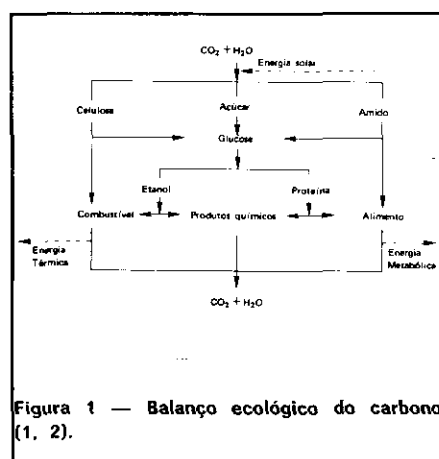 CO₂ + H₂O
Energia solar
Celulose
Açúcar
Amido
Glucose
Etanol
Proteína
Combustível
Produtos químicos
Alimento
Energia
Térmica
Energia
Metabólica
CO₂ + H₂O
Figura 1 — Balanço ecológico do carbono
(1, 2).